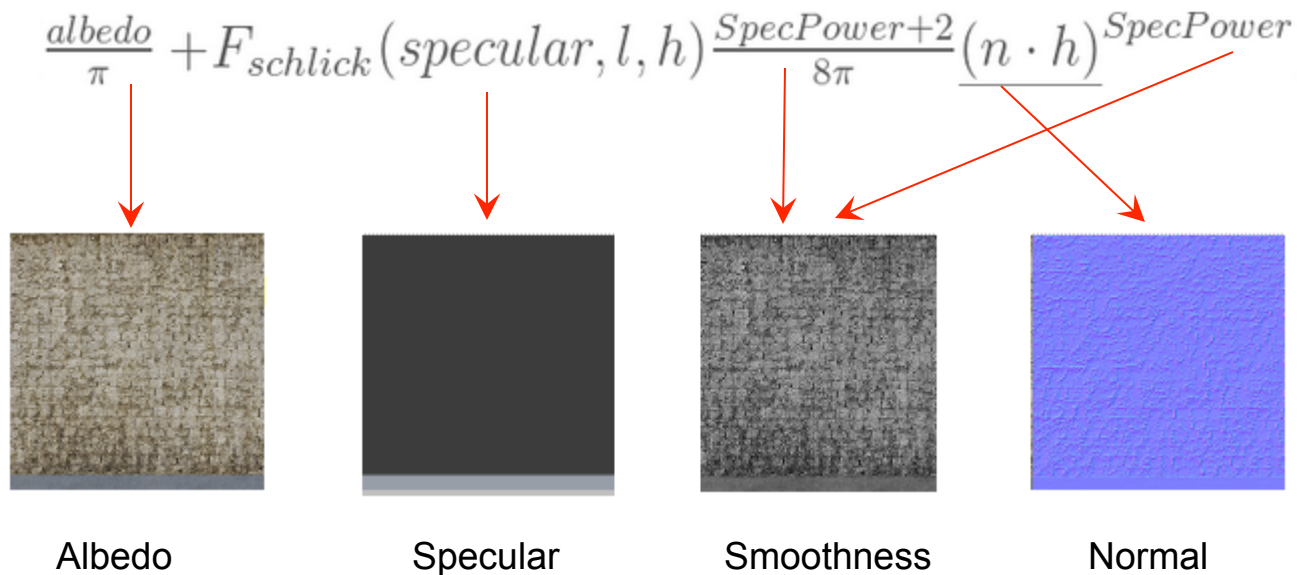 albedo/π + F_schlick(specular, l, h) SpecPower+2/8π (n · h)^SpecPower
Albedo Specular Smoothness Normal